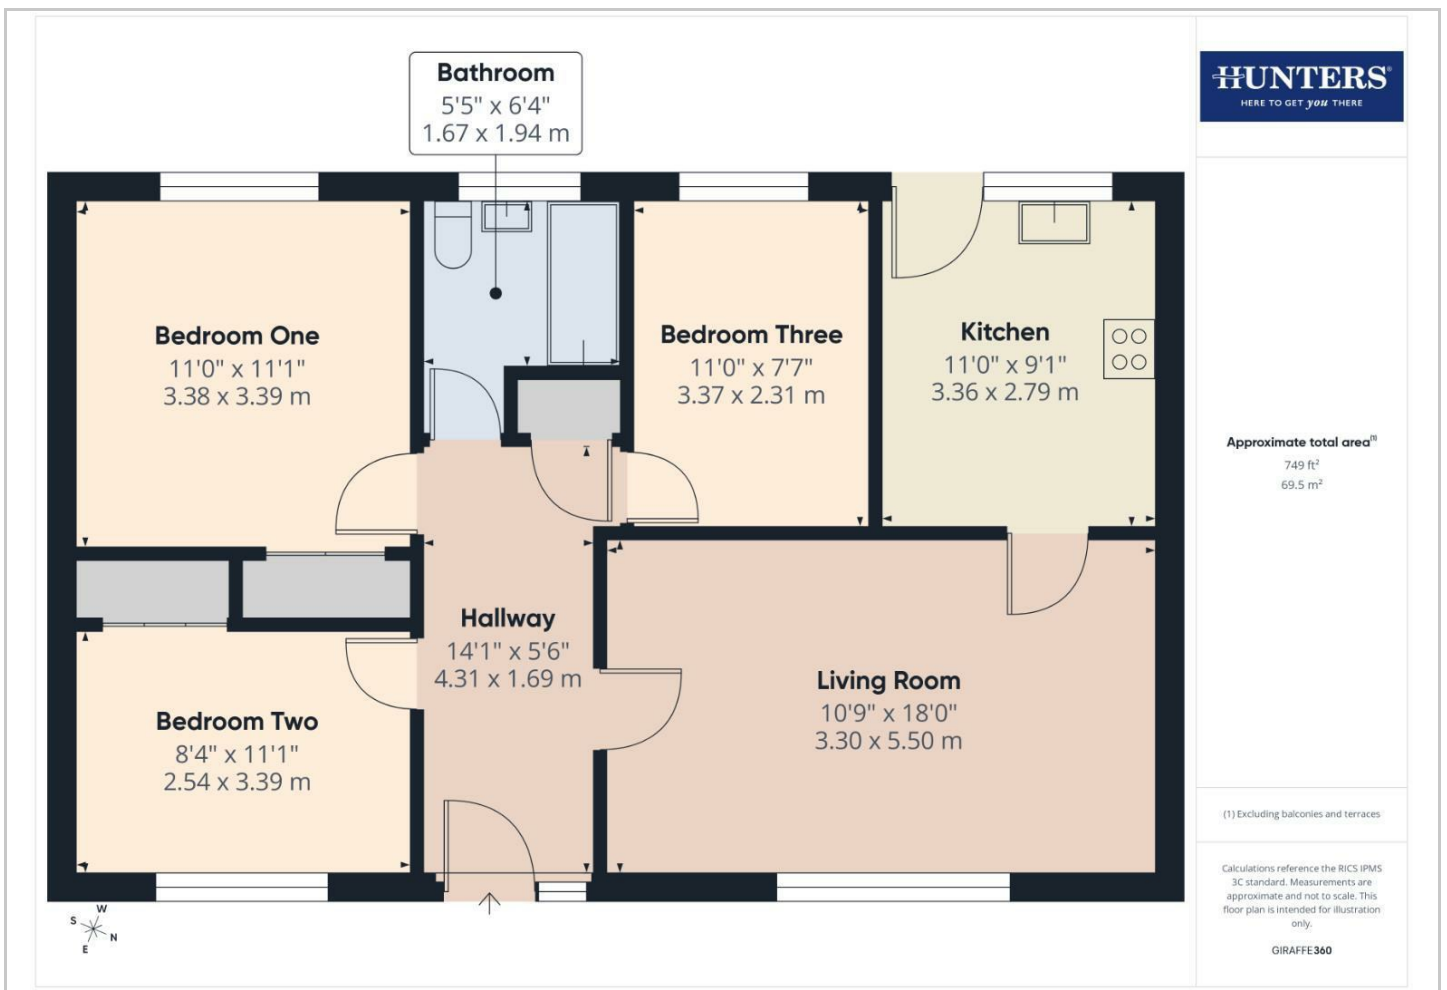 Bathroom
5'5" x 6'4"
1.67 x 1.94 m
HUNTERS®
HERE TO GET you THERE
Bedroom One
11'0" x 11'1"
3.38 x 3.39 m
Bedroom Three
11'0" x 7'7"
3.37 x 2.31 m
Kitchen
11'0" x 9'1"
3.36 x 2.79 m
Approximate total area(1)
749 ft²
69.5 m²
Hallway
14'1" x 5'6"
4.31 x 1.69 m
Living Room
10'9" x 18'0"
3.30 x 5.50 m
Bedroom Two
8'4" x 11'1"
2.54 x 3.39 m
(1) Excluding balconies and terraces
Calculations reference the RICS IPMS
3C standard. Measurements are
approximate and not to scale. This
floor plan is intended for illustration
only.
GIRAFFE360
W
S
N
E